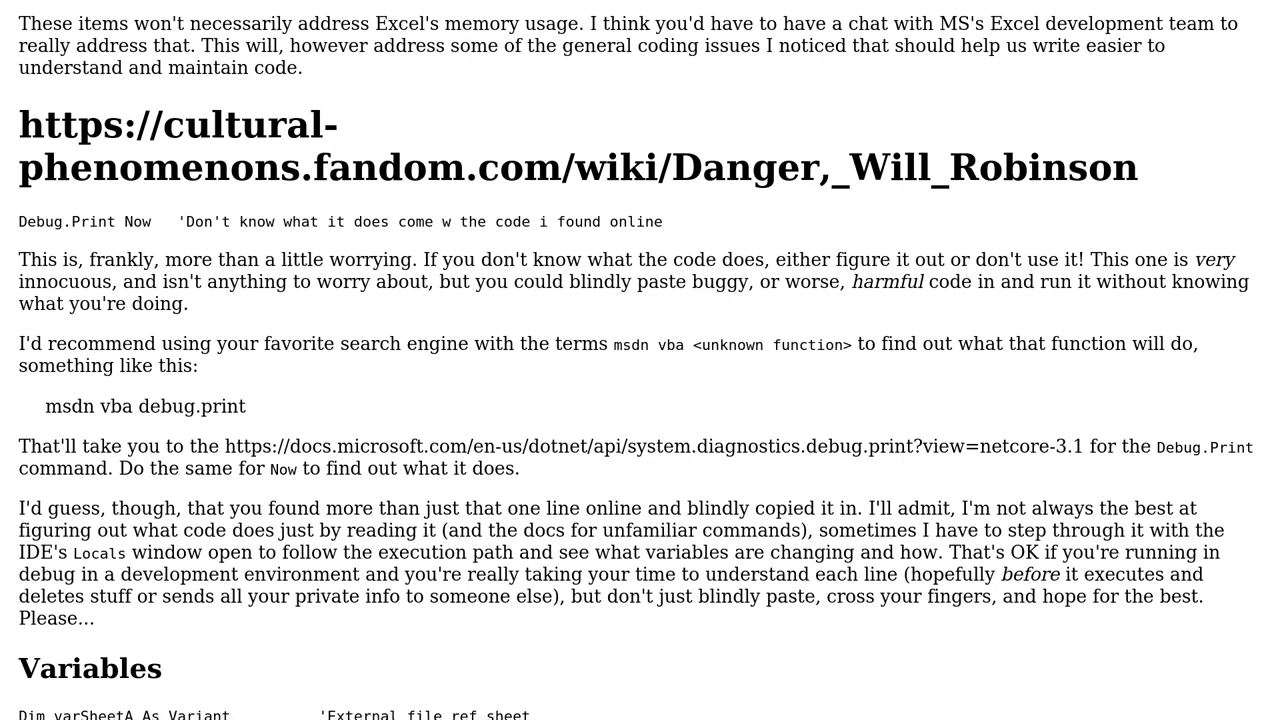 These items won't necessarily address Excel's memory usage. I think you'd have to have a chat with MS's Excel development team to
really address that. This will, however address some of the general coding issues I noticed that should help us write easier to
understand and maintain code.
https://cultural-
phenomenons.fandom.com/wiki/Danger,_Will_Robinson
Debug.Print Now   'Don't know what it does come w the code i found online
This is, frankly, more than a little worrying. If you don't know what the code does, either figure it out or don't use it! This one is very
innocuous, and isn't anything to worry about, but you could blindly paste buggy, or worse, harmful code in and run it without knowing
what you're doing.
I'd recommend using your favorite search engine with the terms msdn vba <unknown function> to find out what that function will do,
something like this:
msdn vba debug.print
That'll take you to the https://docs.microsoft.com/en-us/dotnet/api/system.diagnostics.debug.print?view=netcore-3.1 for the Debug.Print
command. Do the same for Now to find out what it does.
I'd guess, though, that you found more than just that one line online and blindly copied it in. I'll admit, I'm not always the best at
figuring out what code does just by reading it (and the docs for unfamiliar commands), sometimes I have to step through it with the
IDE's Locals window open to follow the execution path and see what variables are changing and how. That's OK if you're running in
debug in a development environment and you're really taking your time to understand each line (hopefully before it executes and
deletes stuff or sends all your private info to someone else), but don't just blindly paste, cross your fingers, and hope for the best.
Please...
Variables
Dim varSheetA As Variant          'External file ref sheet